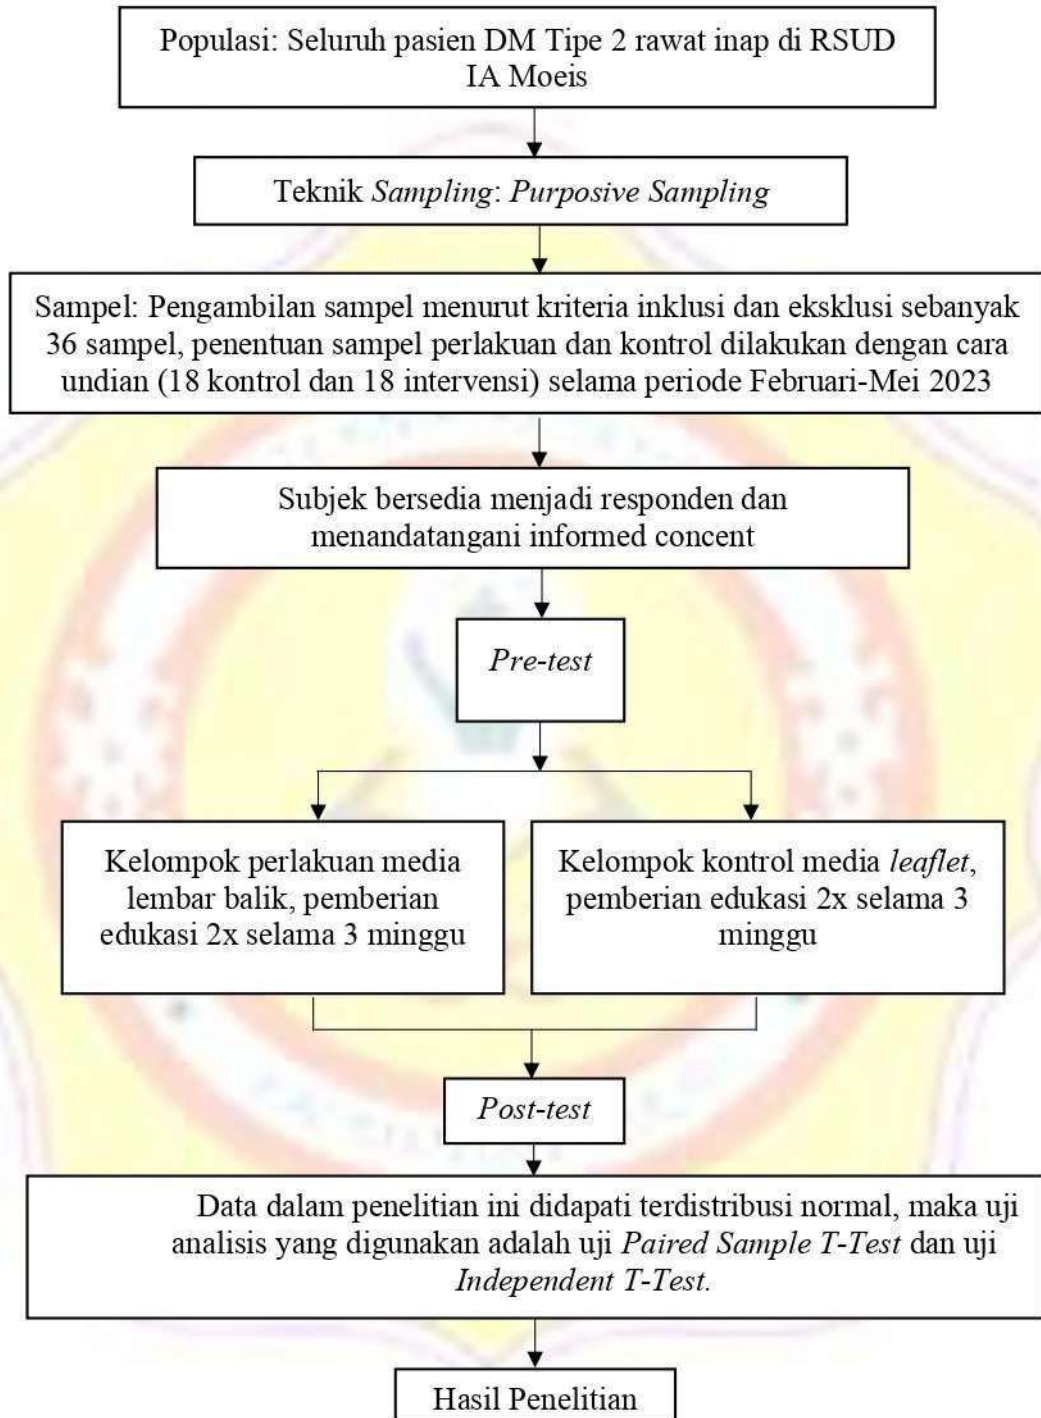 Populasi: Seluruh pasien DM Tipe 2 rawat inap di RSUD
IA Moeis
Teknik Sampling: Purposive Sampling
Sampel: Pengambilan sampel menurut kriteria inklusi dan eksklusi sebanyak
36 sampel, penentuan sampel perlakuan dan kontrol dilakukan dengan cara
undian (18 kontrol dan 18 intervensi) selama periode Februari-Mei 2023
Subjek bersedia menjadi responden dan
menandatangani informed concent
Pre-test
Kelompok perlakuan media
lembar balik, pemberian
edukasi 2x selama 3 minggu
Kelompok kontrol media leaflet,
pemberian edukasi 2x selama 3
minggu
Post-test
Data dalam penelitian ini didapati terdistribusi normal, maka uji
analisis yang digunakan adalah uji Paired Sample T-Test dan uji
Independent T-Test.
Hasil Penelitian